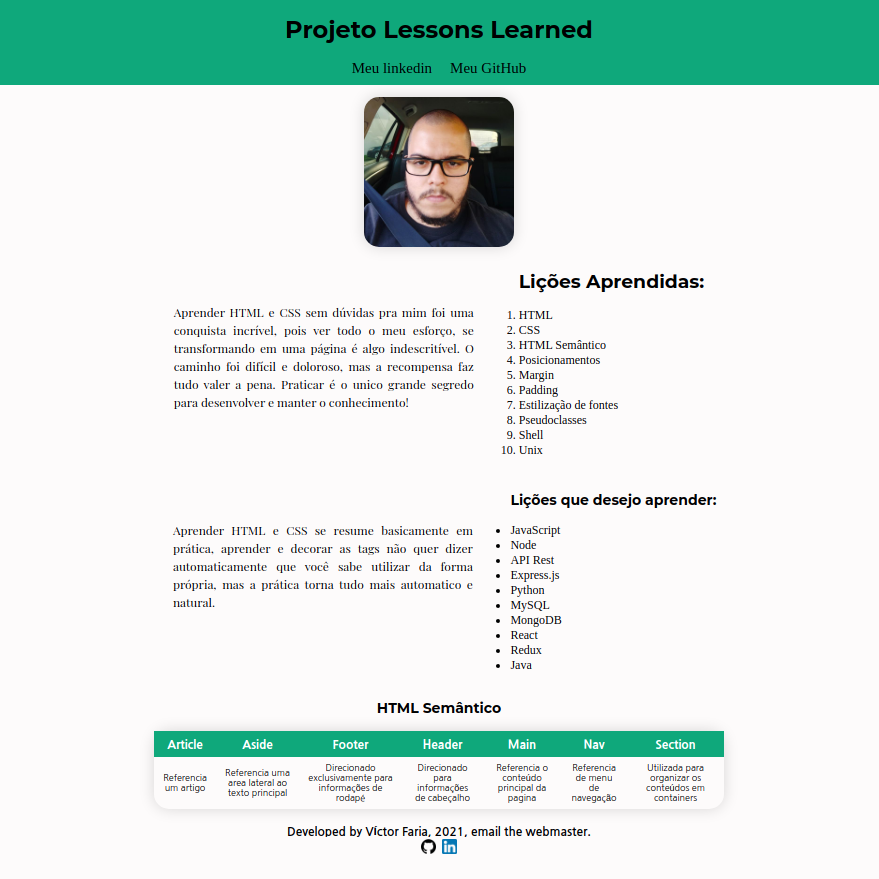 Projeto Lessons Learned
Meu linkedin Meu GitHub
Aprender HTML e CSS sem dúvidas pra mim foi uma
conquista incrível, pois ver todo o meu esforço, se
transformando em uma página é algo indescritível. O
caminho foi difícil e doloroso, mas a recompensa faz
tudo valer a pena. Praticar é o unico grande segredo
para desenvolver e manter o conhecimento!
Lições Aprendidas:
1. HTML
2. CSS
3. HTML Semântico
4. Posicionamentos
5. Margin
6. Padding
7. Estilização de fontes
8. Pseudoclasses
9. Shell
10. Unix
Aprender HTML e CSS se resume basicamente em
prática, aprender e decorar as tags não quer dizer
automaticamente que você sabe utilizar da forma
própria, mas a prática torna tudo mais automatico e
natural.
Lições que desejo aprender:
• JavaScript
• Node
• API Rest
• Express.js
• Python
• MySQL
• MongoDB
• React
• Redux
• Java
HTML Semântico
Article Aside Footer Header Main Nav Section
Referencia
um artigo
Referencia uma
area lateral ao
texto principal
Direcionado
exclusivamente para
informações de
rodapé
Direcionado
para
informações
de cabeçalho
Referencia o
conteúdo
principal da
pagina
Referencia
de menu
de
navegação
Utilizada para
organizar os
conteúdos em
containers
Developed by Víctor Faria, 2021, email the webmaster.
in